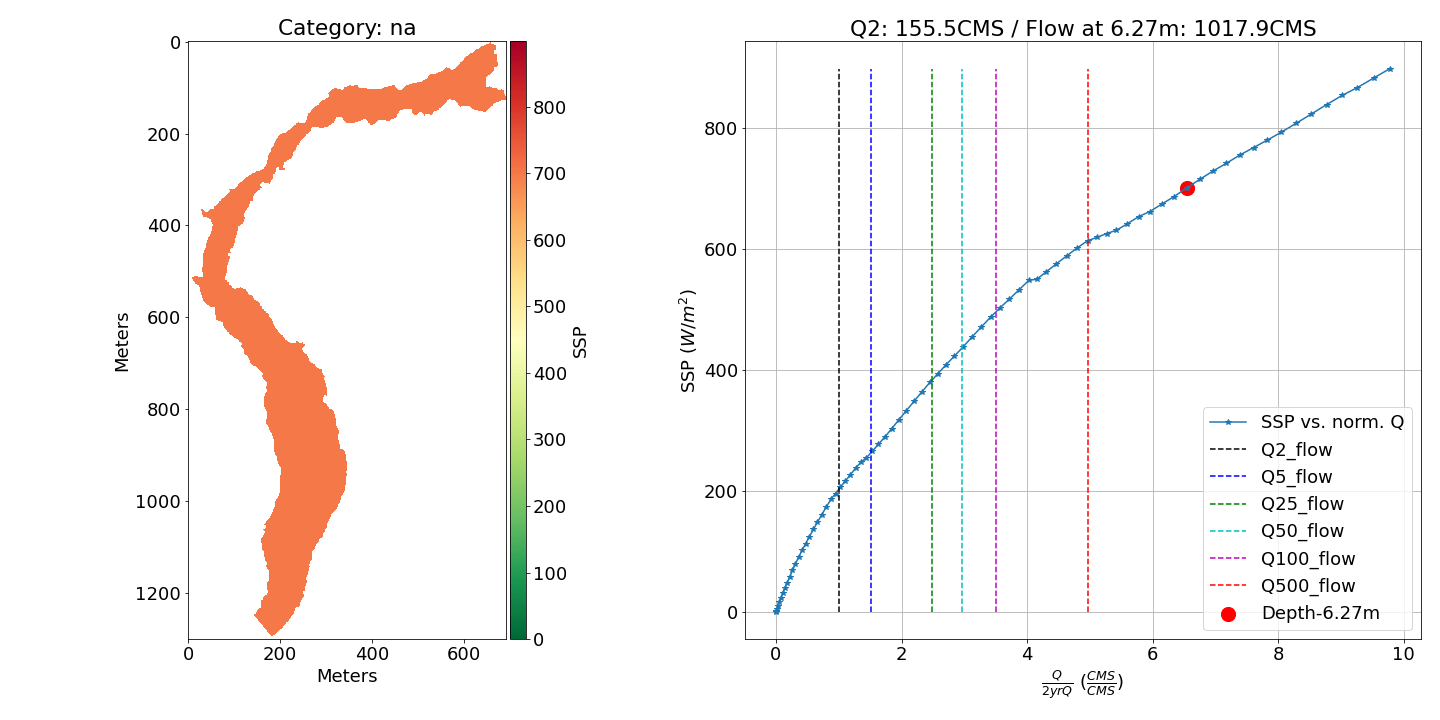 Category: na
0
200
400
600
800
1000
1200
Meters
0
200
400
600
Meters
800
700
600
500
400
300
200
100
0
SSP
Q2: 155.5CMS / Flow at 6.27m: 1017.9CMS
800
600
400
200
0
SSP (W/m²)
0
2
4
6
8
10
Q/2yrQ (CMS/CMS)
SSP vs. norm. Q
Q2_flow
Q5_flow
Q25_flow
Q50_flow
Q100_flow
Q500_flow
Depth-6.27m